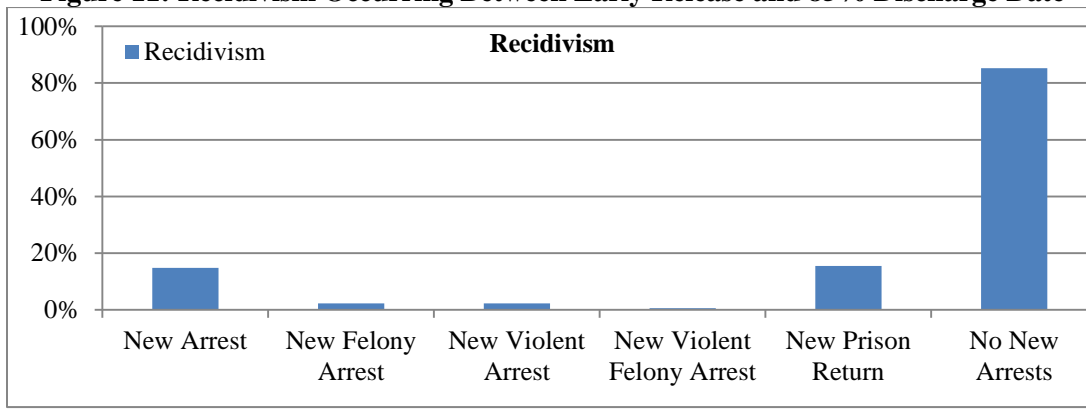 100%
Recidivism
Recidivism
80%
60%
40%
20%
0%
New Arrest
New Felony
Arrest
New Violent
Arrest
New Violent
Felony Arrest
New Prison
Return
No New
Arrests